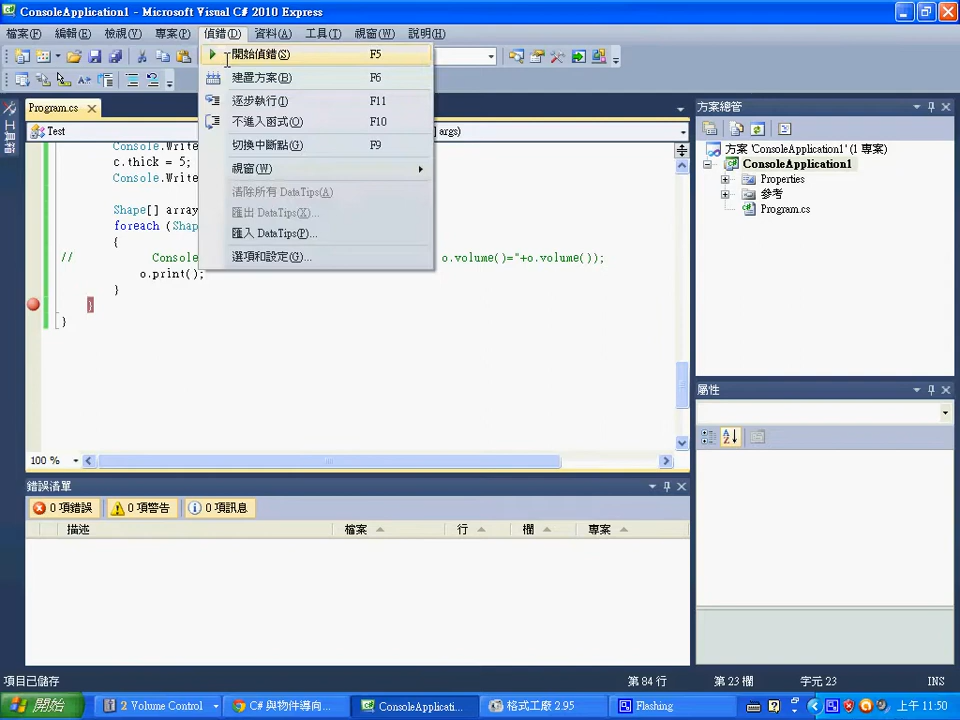 ConsoleApplication1 - Microsoft Visual C# 2010 Express
檔案(F) 編輯(E) 檢視(V) 專案(P) 偵錯(D) 資料(A) 工具(T) 視窗(W) 說明(H)
開始偵錯(S) F5
建置方案(B) F6
逐步執行(I) F11
不進入函式(O) F10
切換中斷點(G) F9
視窗(W)
清除所有 DataTips(A)
匯出 DataTips(X)...
匯入 DataTips(P)...
選項和設定(G)...
工具箱
Program.cs
Test
args)
Console.Write
c.thick = 5;
Console.Write
Shape[] array
foreach (Shap
{
// Console o.volume()="+o.volume());
o.print();
}
}
}
100 %
方案總管
方案 'ConsoleApplication1' (1 專案)
ConsoleApplication1
Properties
參考
Program.cs
屬性
錯誤清單
0 項錯誤 0 項警告 0 項訊息
描述 檔案 行 欄 專案
項目已儲存 第 84 行 第 23 欄 字元 23 INS
開始 2 Volume Control C# 與物件導向... ConsoleApplicati... 格式工廠 2.95 Flashing 上午 11:50